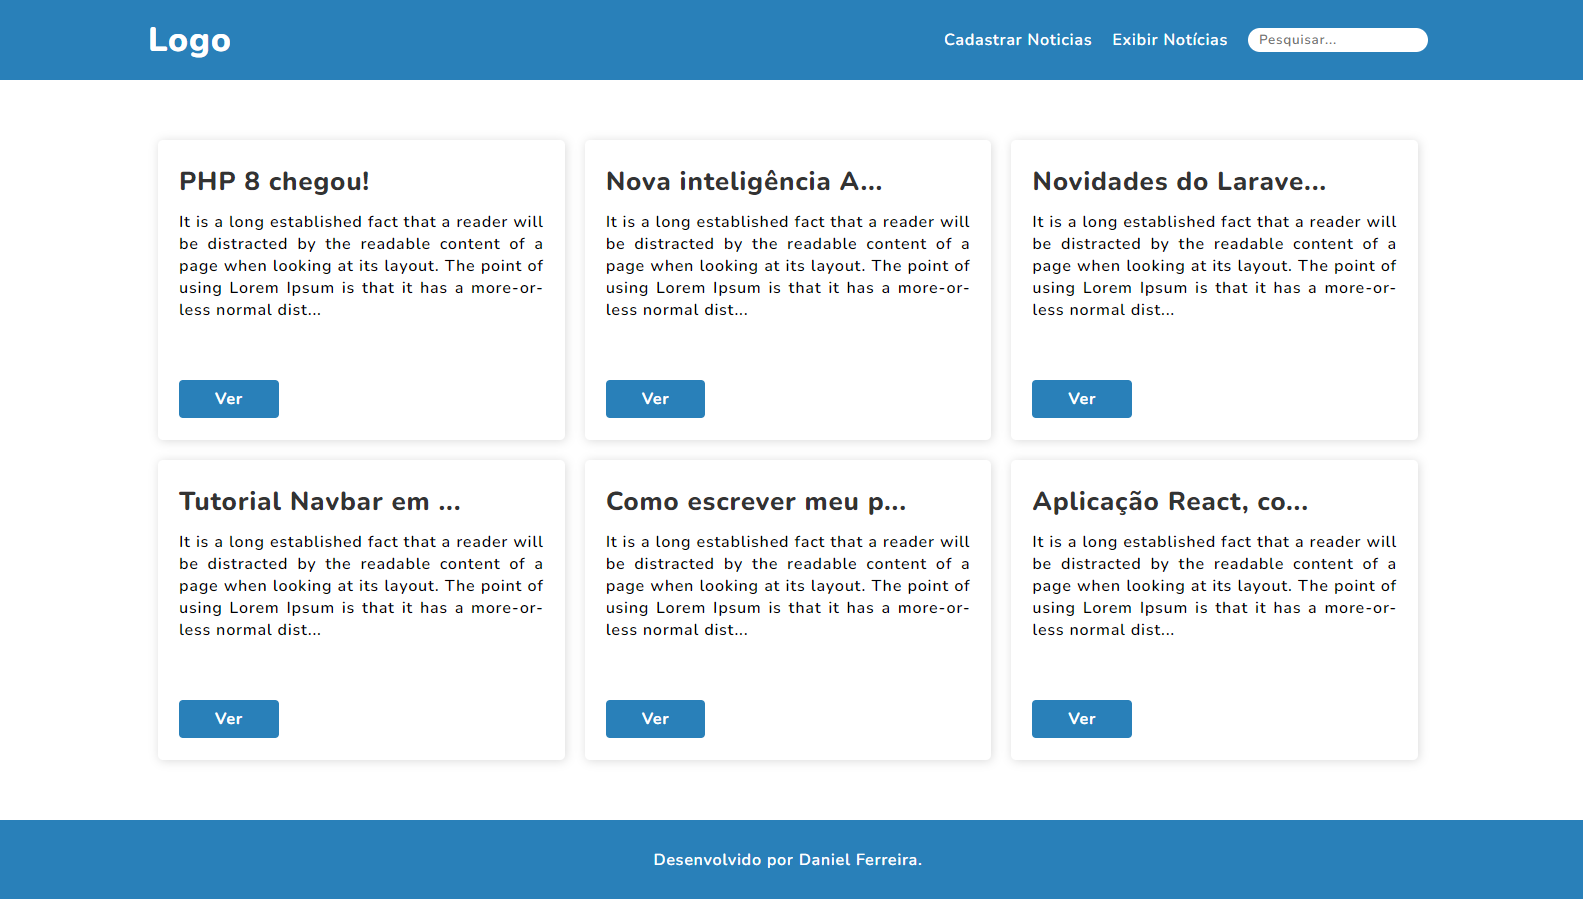 Logo
Cadastrar Noticias Exibir Notícias Pesquisar...
PHP 8 chegou!
It is a long established fact that a reader will
be distracted by the readable content of a
page when looking at its layout. The point of
using Lorem Ipsum is that it has a more-or-
less normal dist...
Ver
Nova inteligência A...
It is a long established fact that a reader will
be distracted by the readable content of a
page when looking at its layout. The point of
using Lorem Ipsum is that it has a more-or-
less normal dist...
Ver
Novidades do Larave...
It is a long established fact that a reader will
be distracted by the readable content of a
page when looking at its layout. The point of
using Lorem Ipsum is that it has a more-or-
less normal dist...
Ver
Tutorial Navbar em ...
It is a long established fact that a reader will
be distracted by the readable content of a
page when looking at its layout. The point of
using Lorem Ipsum is that it has a more-or-
less normal dist...
Ver
Como escrever meu p...
It is a long established fact that a reader will
be distracted by the readable content of a
page when looking at its layout. The point of
using Lorem Ipsum is that it has a more-or-
less normal dist...
Ver
Aplicação React, co...
It is a long established fact that a reader will
be distracted by the readable content of a
page when looking at its layout. The point of
using Lorem Ipsum is that it has a more-or-
less normal dist...
Ver
Desenvolvido por Daniel Ferreira.